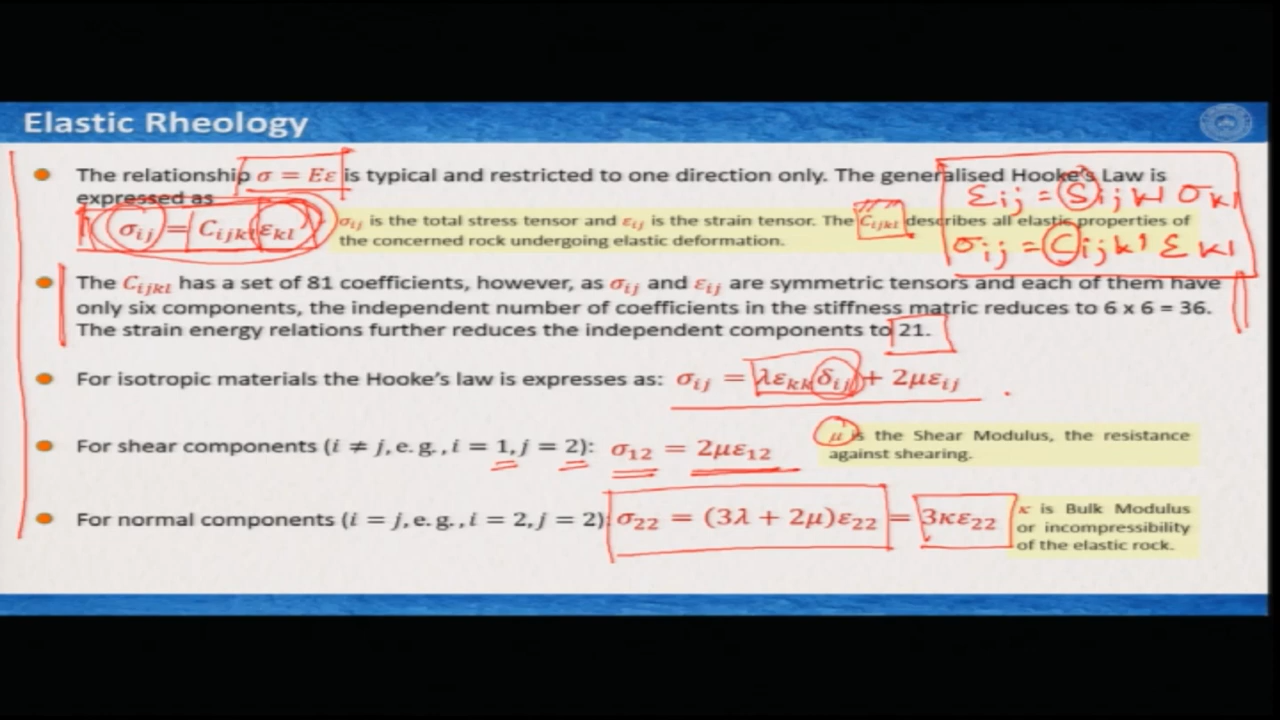 Elastic Rheology
The relationship σ = Eε is typical and restricted to one direction only. The generalised Hooke's Law is
expressed as
σij = Cijkl εkl
σij is the total stress tensor and εij is the strain tensor. The Cijkl describes all elastic properties of
the concerned rock undergoing elastic deformation.
εij = Sijkl σkl
σij = Cijkl εkl
The Cijkl has a set of 81 coefficients, however, as σij and εij are symmetric tensors and each of them have
only six components, the independent number of coefficients in the stiffness matric reduces to 6 x 6 = 36.
The strain energy relations further reduces the independent components to 21.
For isotropic materials the Hooke's law is expresses as: σij = λεkkδij + 2μεij
For shear components (i ≠ j, e.g., i = 1, j = 2): σ12 = 2με12
μ is the Shear Modulus, the resistance
against shearing.
For normal components (i = j, e.g., i = 2, j = 2): σ22 = (3λ + 2μ)ε22 = 3κε22
κ is Bulk Modulus
or incompressibility
of the elastic rock.